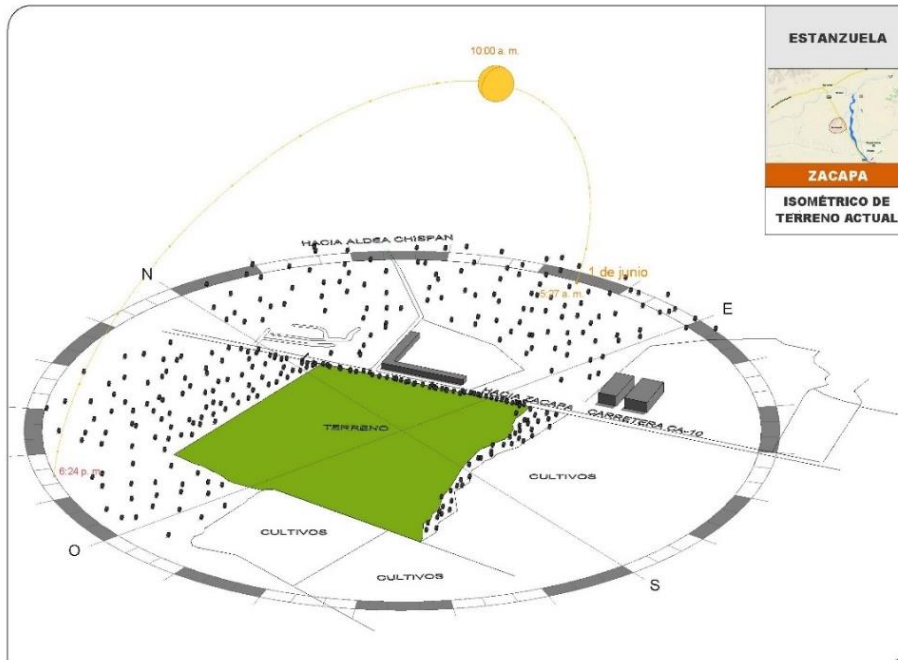 ESTANZUELA
ZACAPA
ISOMÉTRICO DE
TERRENO ACTUAL
10:00 a. m.
HACIA ALDEA CHISPAN
N
1 de junio
5:27 a. m.
E
HACIA ZACAPA
CARRETERA CA-10
TERRENO
6:24 p. m.
CULTIVOS
CULTIVOS
O
CULTIVOS
S